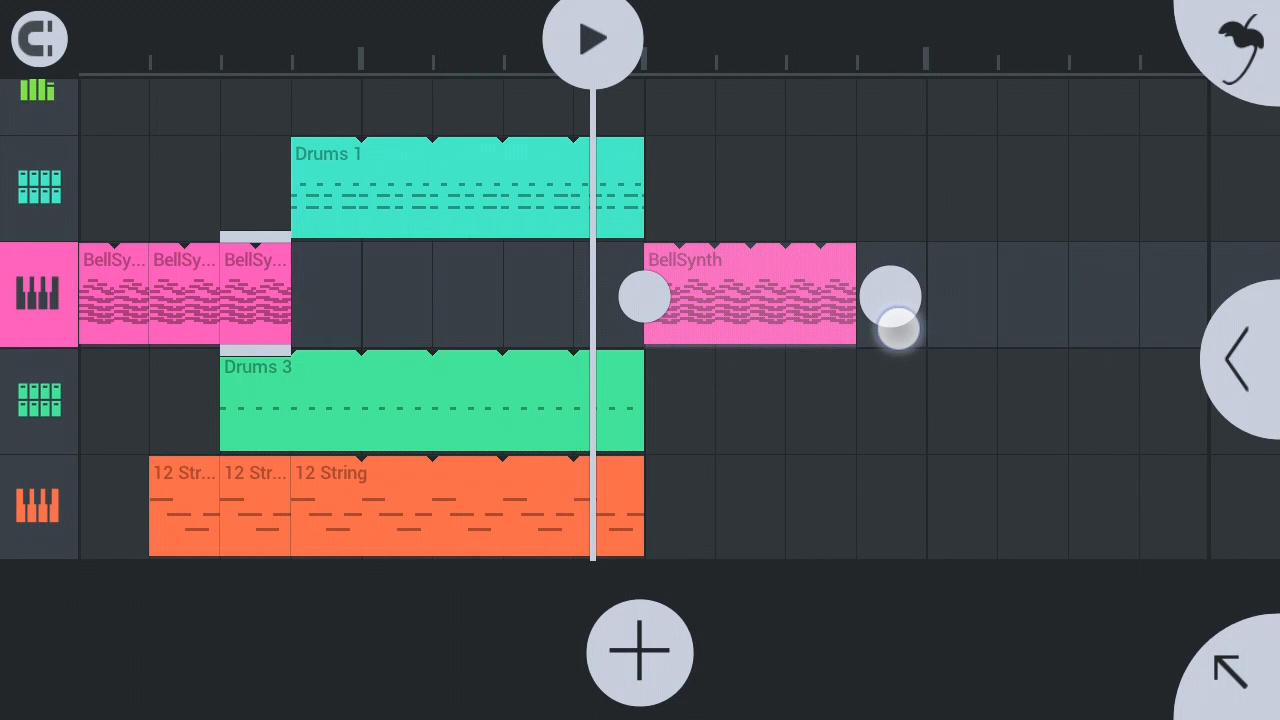 Drums 1
BellSy...
BellSy...
BellSy...
BellSynth
Drums 3
12 Str...
12 Str...
12 String